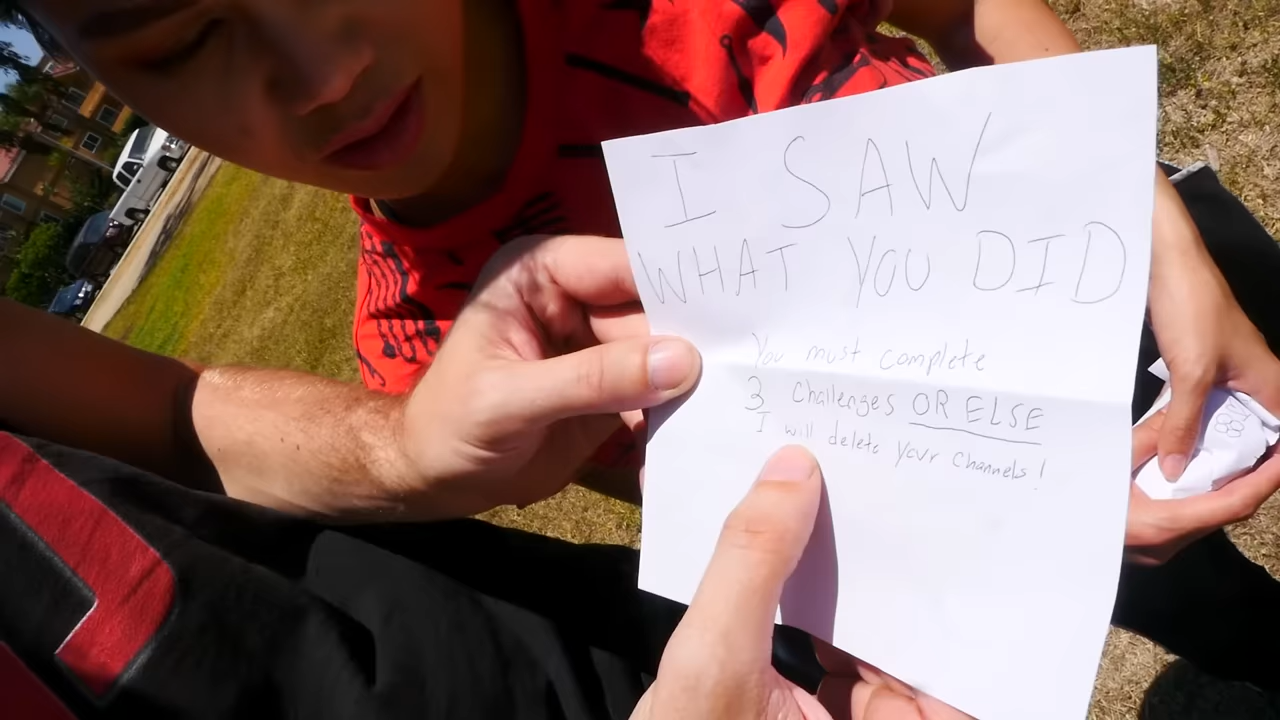 I SAW
WHAT YOU DID
You must complete
3 Challenges OR ELSE
I will delete your channels!